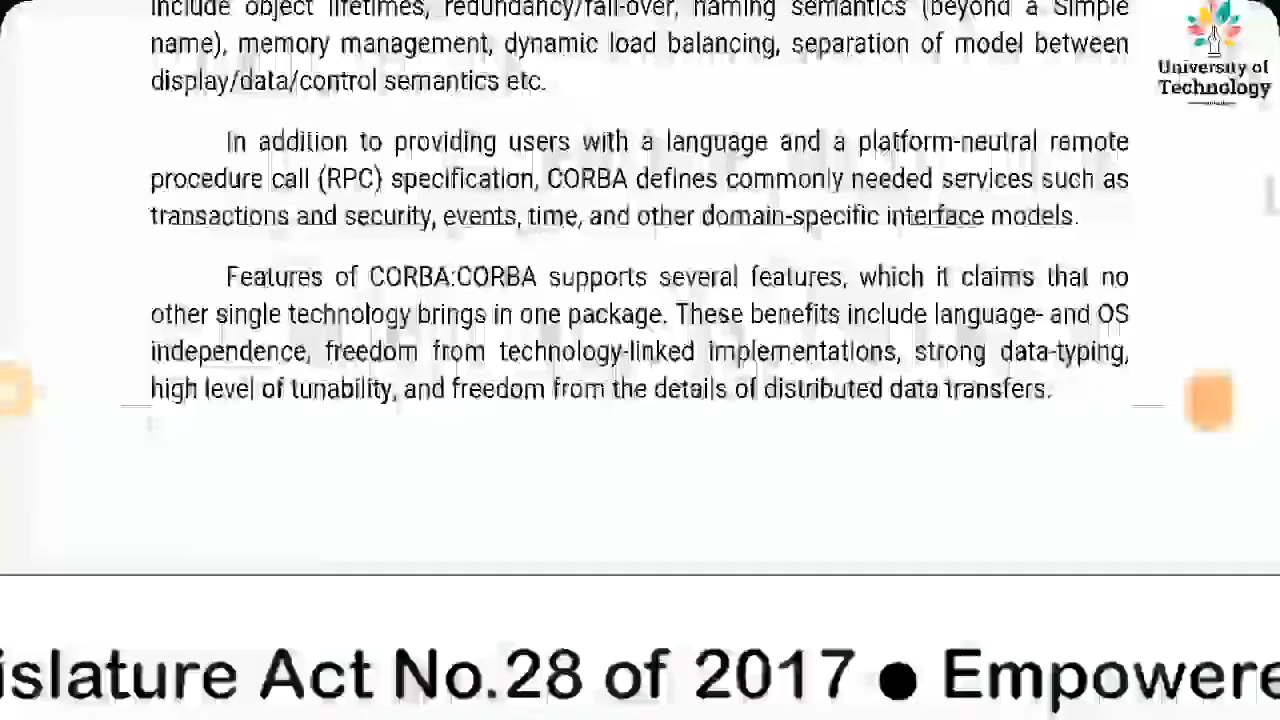 include object lifetimes, redundancy/fail-over, naming semantics (beyond a Simple
name), memory management, dynamic load balancing, separation of model between
display/data/control semantics etc.
In addition to providing users with a language and a platform-neutral remote
procedure call (RPC) specification, CORBA defines commonly needed services such as
transactions and security, events, time, and other domain-specific interface models.
Features of CORBA:CORBA supports several features, which it claims that no
other single technology brings in one package. These benefits include language- and OS
independence, freedom from technology-linked implementations, strong data-typing,
high level of tunability, and freedom from the details of distributed data transfers.
University of
Technology
islature Act No.28 of 2017 ● Empowere